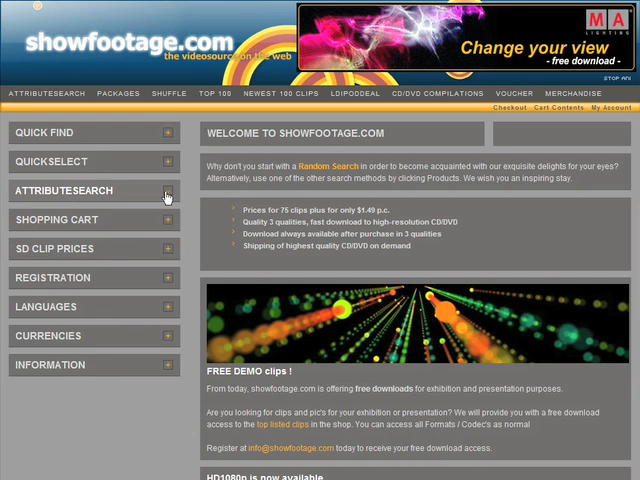 showfootage.com
the videosource on the web
MA
LIGHTING
Change your view
- free download -
STOP ANI
ATTRIBUTESEARCH PACKAGES SHUFFLE TOP 100 NEWEST 100 CLIPS LDIPODDEAL CD/DVD COMPILATIONS VOUCHER MERCHANDISE
Checkout Cart Contents My Account
QUICK FIND
QUICKSELECT
ATTRIBUTESEARCH
SHOPPING CART
SD CLIP PRICES
REGISTRATION
LANGUAGES
CURRENCIES
INFORMATION
WELCOME TO SHOWFOOTAGE.COM
Why don't you start with a Random Search in order to become acquainted with our exquisite delights for your eyes?
Alternatively, use one of the other search methods by clicking Products. We wish you an inspiring stay.
Prices for 75 clips plus for only $1.49 p.c.
Quality 3 qualities, fast download to high-resolution CD/DVD
Download always available after purchase in 3 qualities
Shipping of highest quality CD/DVD on demand
FREE DEMO clips !
From today, showfootage.com is offering free downloads for exhibition and presentation purposes.
Are you looking for clips and pic's for your exhibition or presentation? We will provide you with a free download
access to the top listed clips in the shop. You can access all Formats / Codec's as normal
Register at info@showfootage.com today to receive your free download access.
HD1080p is now available